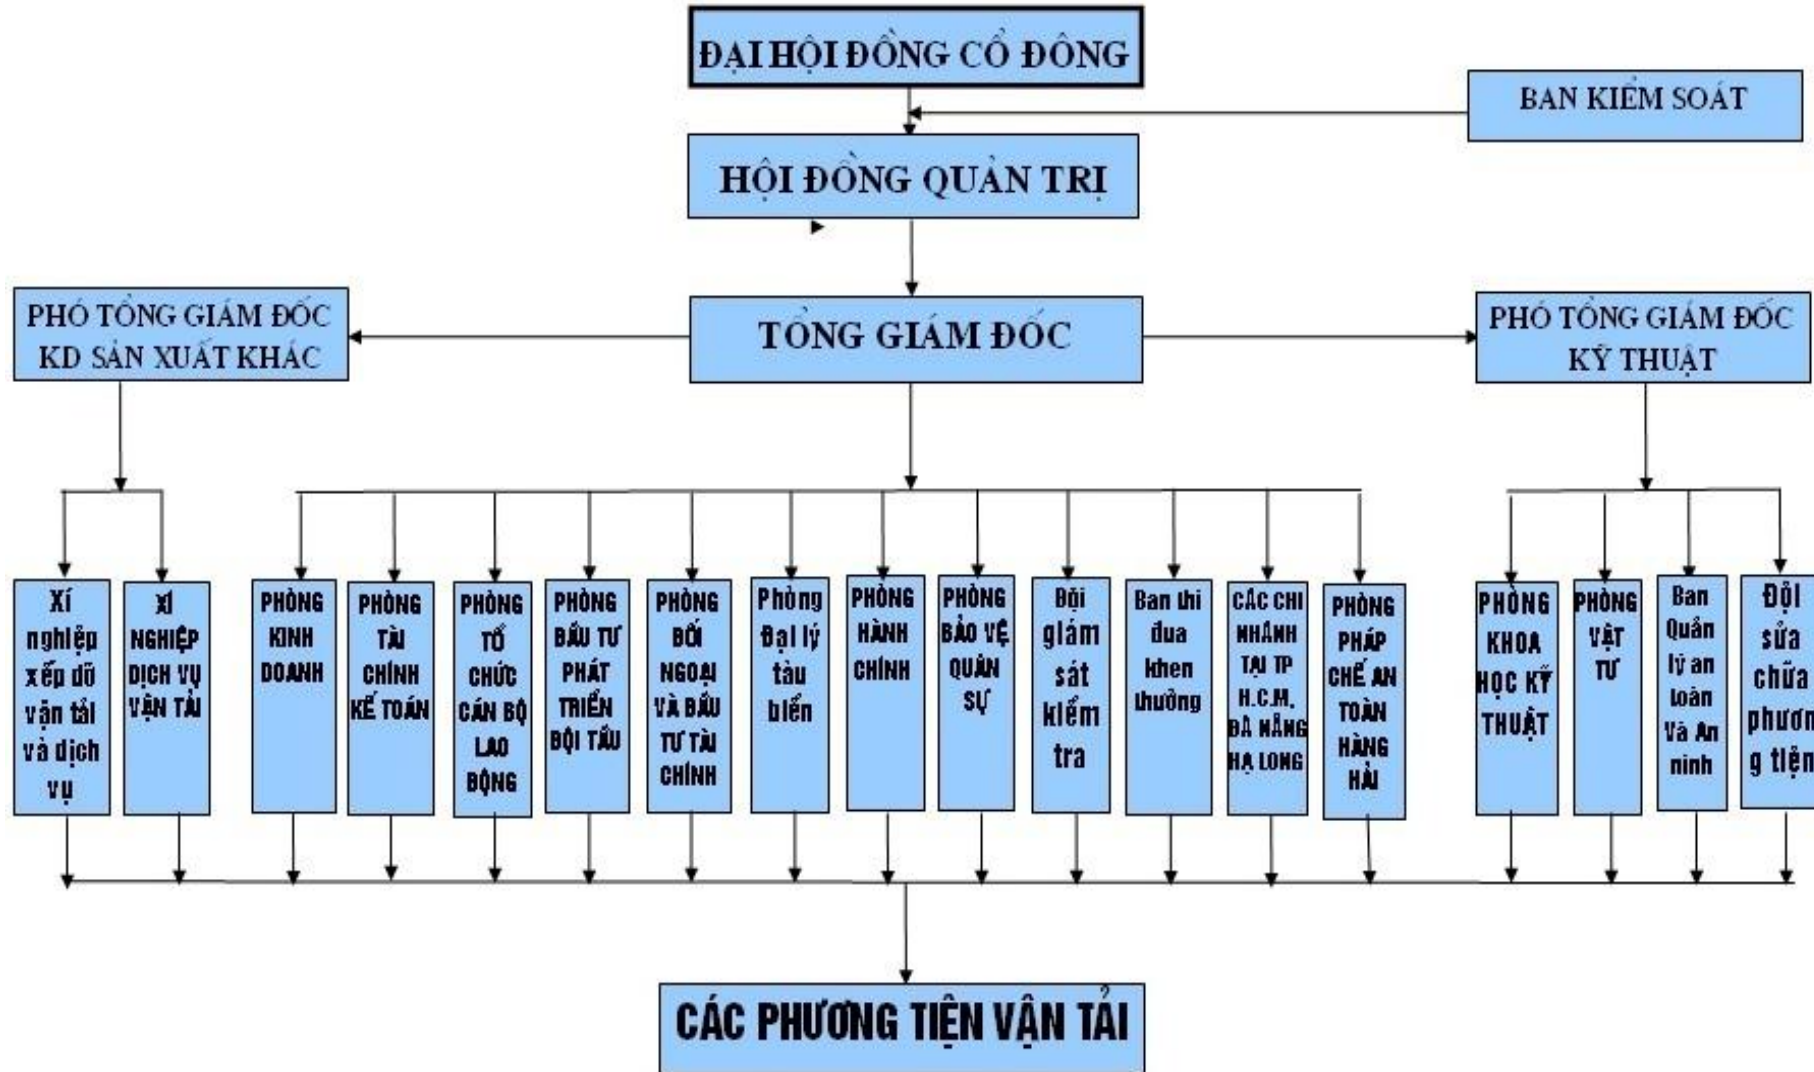 ĐẠI HỘI ĐỒNG CỔ ĐÔNG
BAN KIỂM SOÁT
HỘI ĐỒNG QUẢN TRỊ
PHÓ TỔNG GIÁM ĐỐC
KD SẢN XUẤT KHÁC
TỔNG GIÁM ĐỐC
PHÓ TỔNG GIÁM ĐỐC
KỸ THUẬT
Xí
nghiệp
xếp dỡ
vận tải
và dịch
vụ
XÍ
NGHIỆP
DỊCH VỤ
VẬN TẢI
PHÒNG
KINH
DOANH
PHÒNG
TÀI
CHÍNH
KẾ TOÁN
PHÒNG
TỔ
CHỨC
CÁN BỘ
LAO
ĐỘNG
PHÒNG
ĐẦU TƯ
PHÁT
TRIỂN
ĐỘI TẦU
PHÒNG
ĐỐI
NGOẠI
VÀ ĐẦU
TƯ TÀI
CHÍNH
Phòng
Đại lý
tàu
biển
PHÒNG
HÀNH
CHÍNH
PHÒNG
BẢO VỆ
QUÂN
SỰ
Đội
giám
sát
kiểm
tra
Ban thi
đua
khen
thưởng
CÁC CHI
NHÁNH
TẠI TP
H.C.M,
ĐÀ NẴNG
HẠ LONG
PHÒNG
PHÁP
CHẾ AN
TOÀN
HÀNG
HẢI
PHÒNG
KHOA
HỌC KỸ
THUẬT
PHÒNG
VẬT
TƯ
Ban
Quản
lý an
toàn
Và An
ninh
Đội
sửa
chữa
phươn
g tiện
CÁC PHƯƠNG TIỆN VẬN TẢI